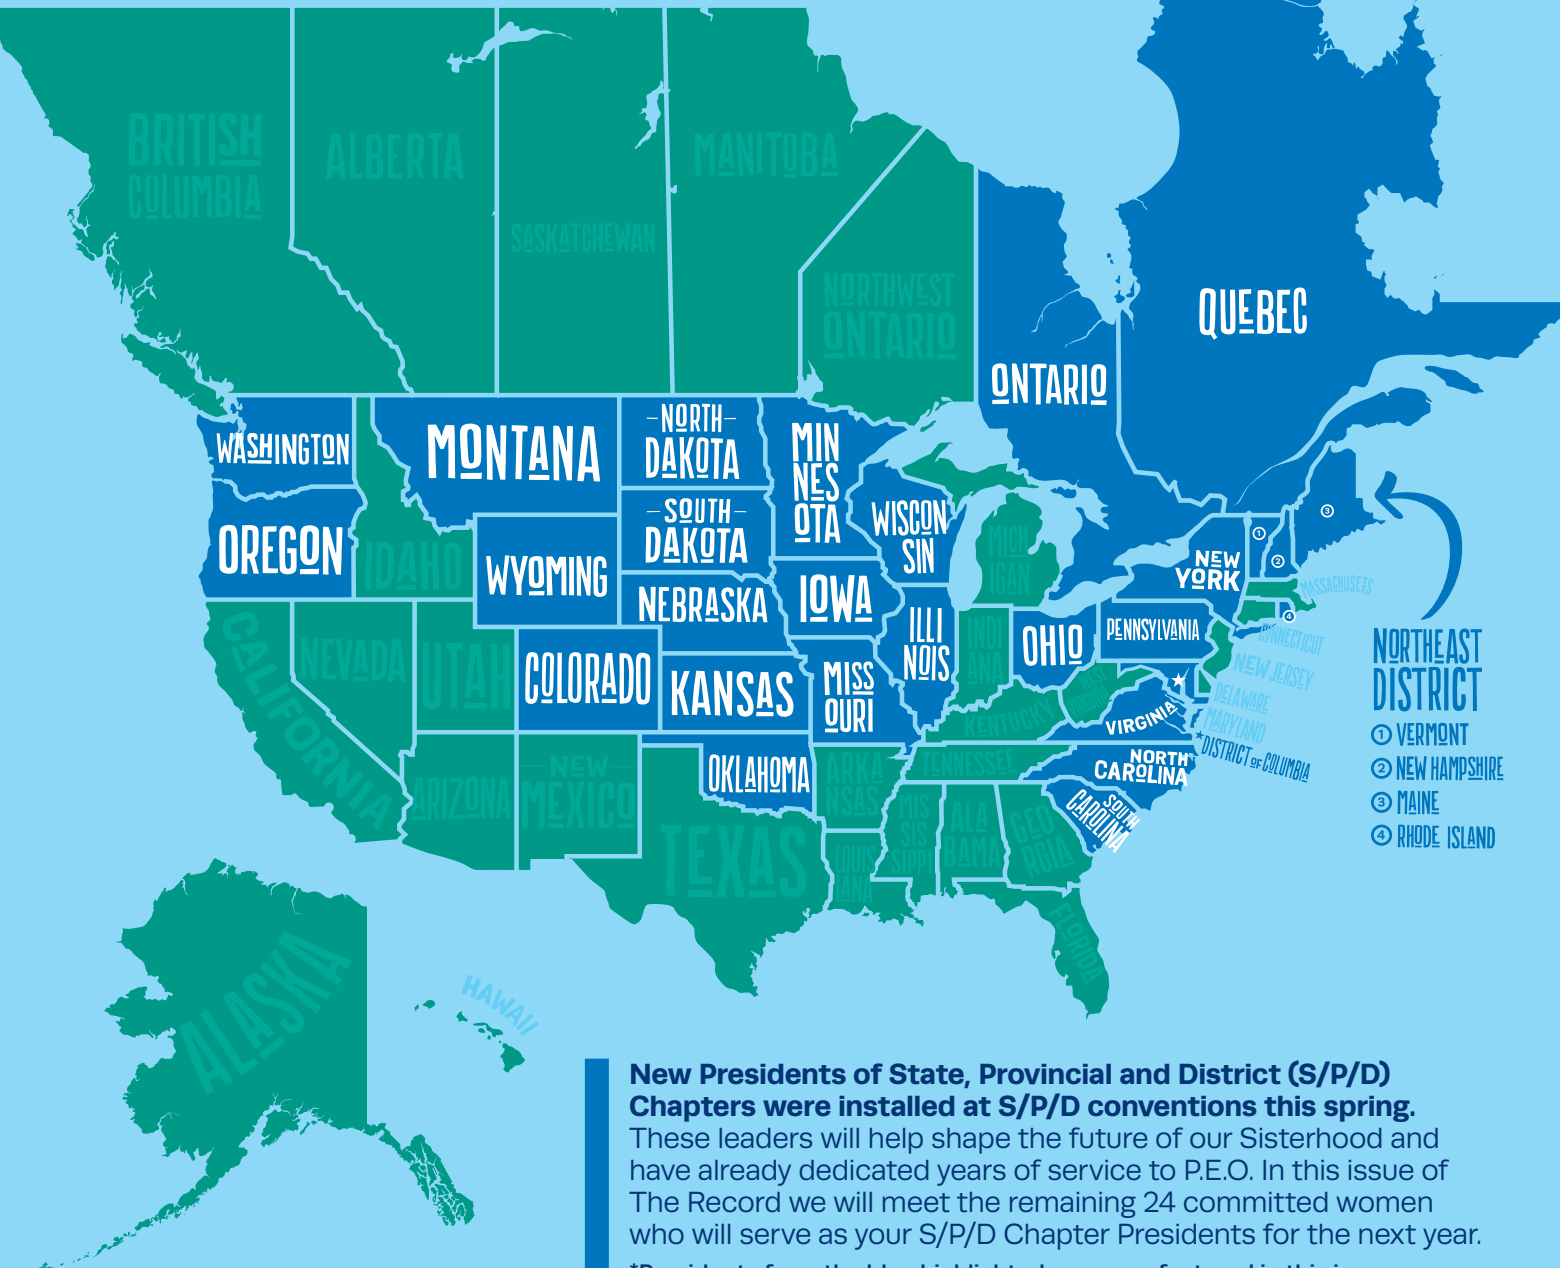 BRITISH
COLUMBIA
ALBERTA
SASKATCHEWAN
MANITOBA
NORTHWEST
ONTARIO
ONTARIO
QUEBEC
WASHINGTON
MONTANA
NORTH
DAKOTA
MIN
NES
OTA
SOUTH
DAKOTA
WISCON
SIN
MICH
IGAN
OREGON
IDAHO
WYOMING
NEBRASKA
IOWA
ILLI
NOIS
INDI
ANA
OHIO
PENNSYLVANIA
NEW
YORK
1
2
3
4
MASSACHUSETS
CONNECTICUT
NEW JERSEY
DELAWARE
MARYLAND
DISTRICT OF COLUMBIA
CALIFORNIA
NEVADA
UTAH
COLORADO
KANSAS
MISS
OURI
KENTUCKY
WEST
VIRGINIA
VIRGINIA
NORTH
CAROLINA
SOUTH
CAROLINA
TENNESSEE
ARIZONA
NEW
MEXICO
OKLAHOMA
ARKA
NSAS
TEXAS
LOUIS
IANA
MIS
SIS
SIPPI
ALA
BAMA
GEO
RGIA
FLORIDA
ALASKA
HAWAII
NORTHEAST
DISTRICT
1 VERMONT
2 NEW HAMPSHIRE
3 MAINE
4 RHODE ISLAND
New Presidents of State, Provincial and District (S/P/D)
Chapters were installed at S/P/D conventions this spring.
These leaders will help shape the future of our Sisterhood and
have already dedicated years of service to P.E.O. In this issue of
The Record we will meet the remaining 24 committed women
who will serve as your S/P/D Chapter Presidents for the next year.